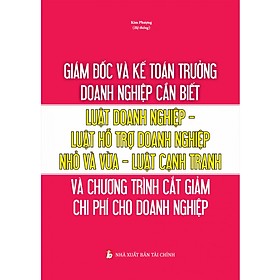 Kim Phượng
(Hệ thống)
GIÁM ĐỐC VÀ KẾ TOÁN TRƯỞNG
DOANH NGHIỆP CẦN BIẾT
LUẬT DOANH NGHIỆP -
LUẬT HỖ TRỢ DOANH NGHIỆP
NHỎ VÀ VỪA - LUẬT CẠNH TRANH
VÀ CHƯƠNG TRÌNH CẮT GIẢM
CHI PHÍ CHO DOANH NGHIỆP
NHÀ XUẤT BẢN TÀI CHÍNH